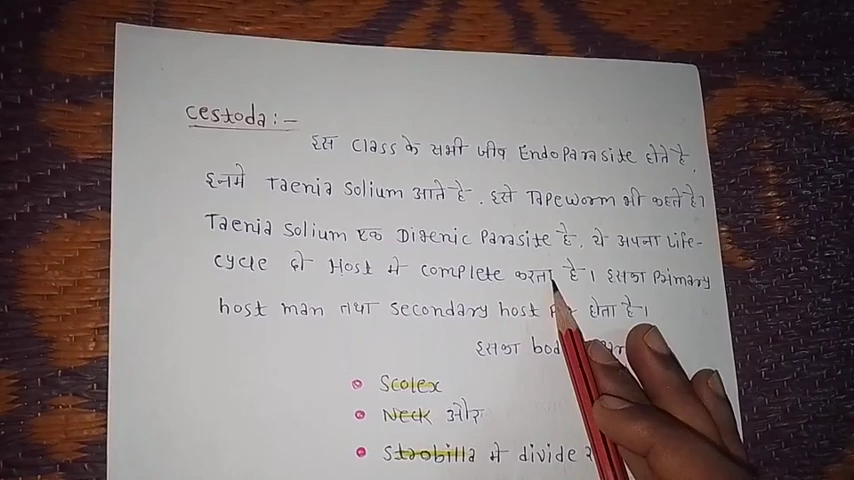 Cestoda:-
इस Class के सभी जीव EndoParasite होते है.
इनमे Taenia Solium आते है. इसे Tapeworm भी कहते है।
Taenia Solium एक Digenic Parasite है, ये अपना Life-
cycle दो Host मे complete करता है। इसका Primary
host man तथा secondary host होता है।
इसका
Scolex
Neck और
Strobilla मे divide